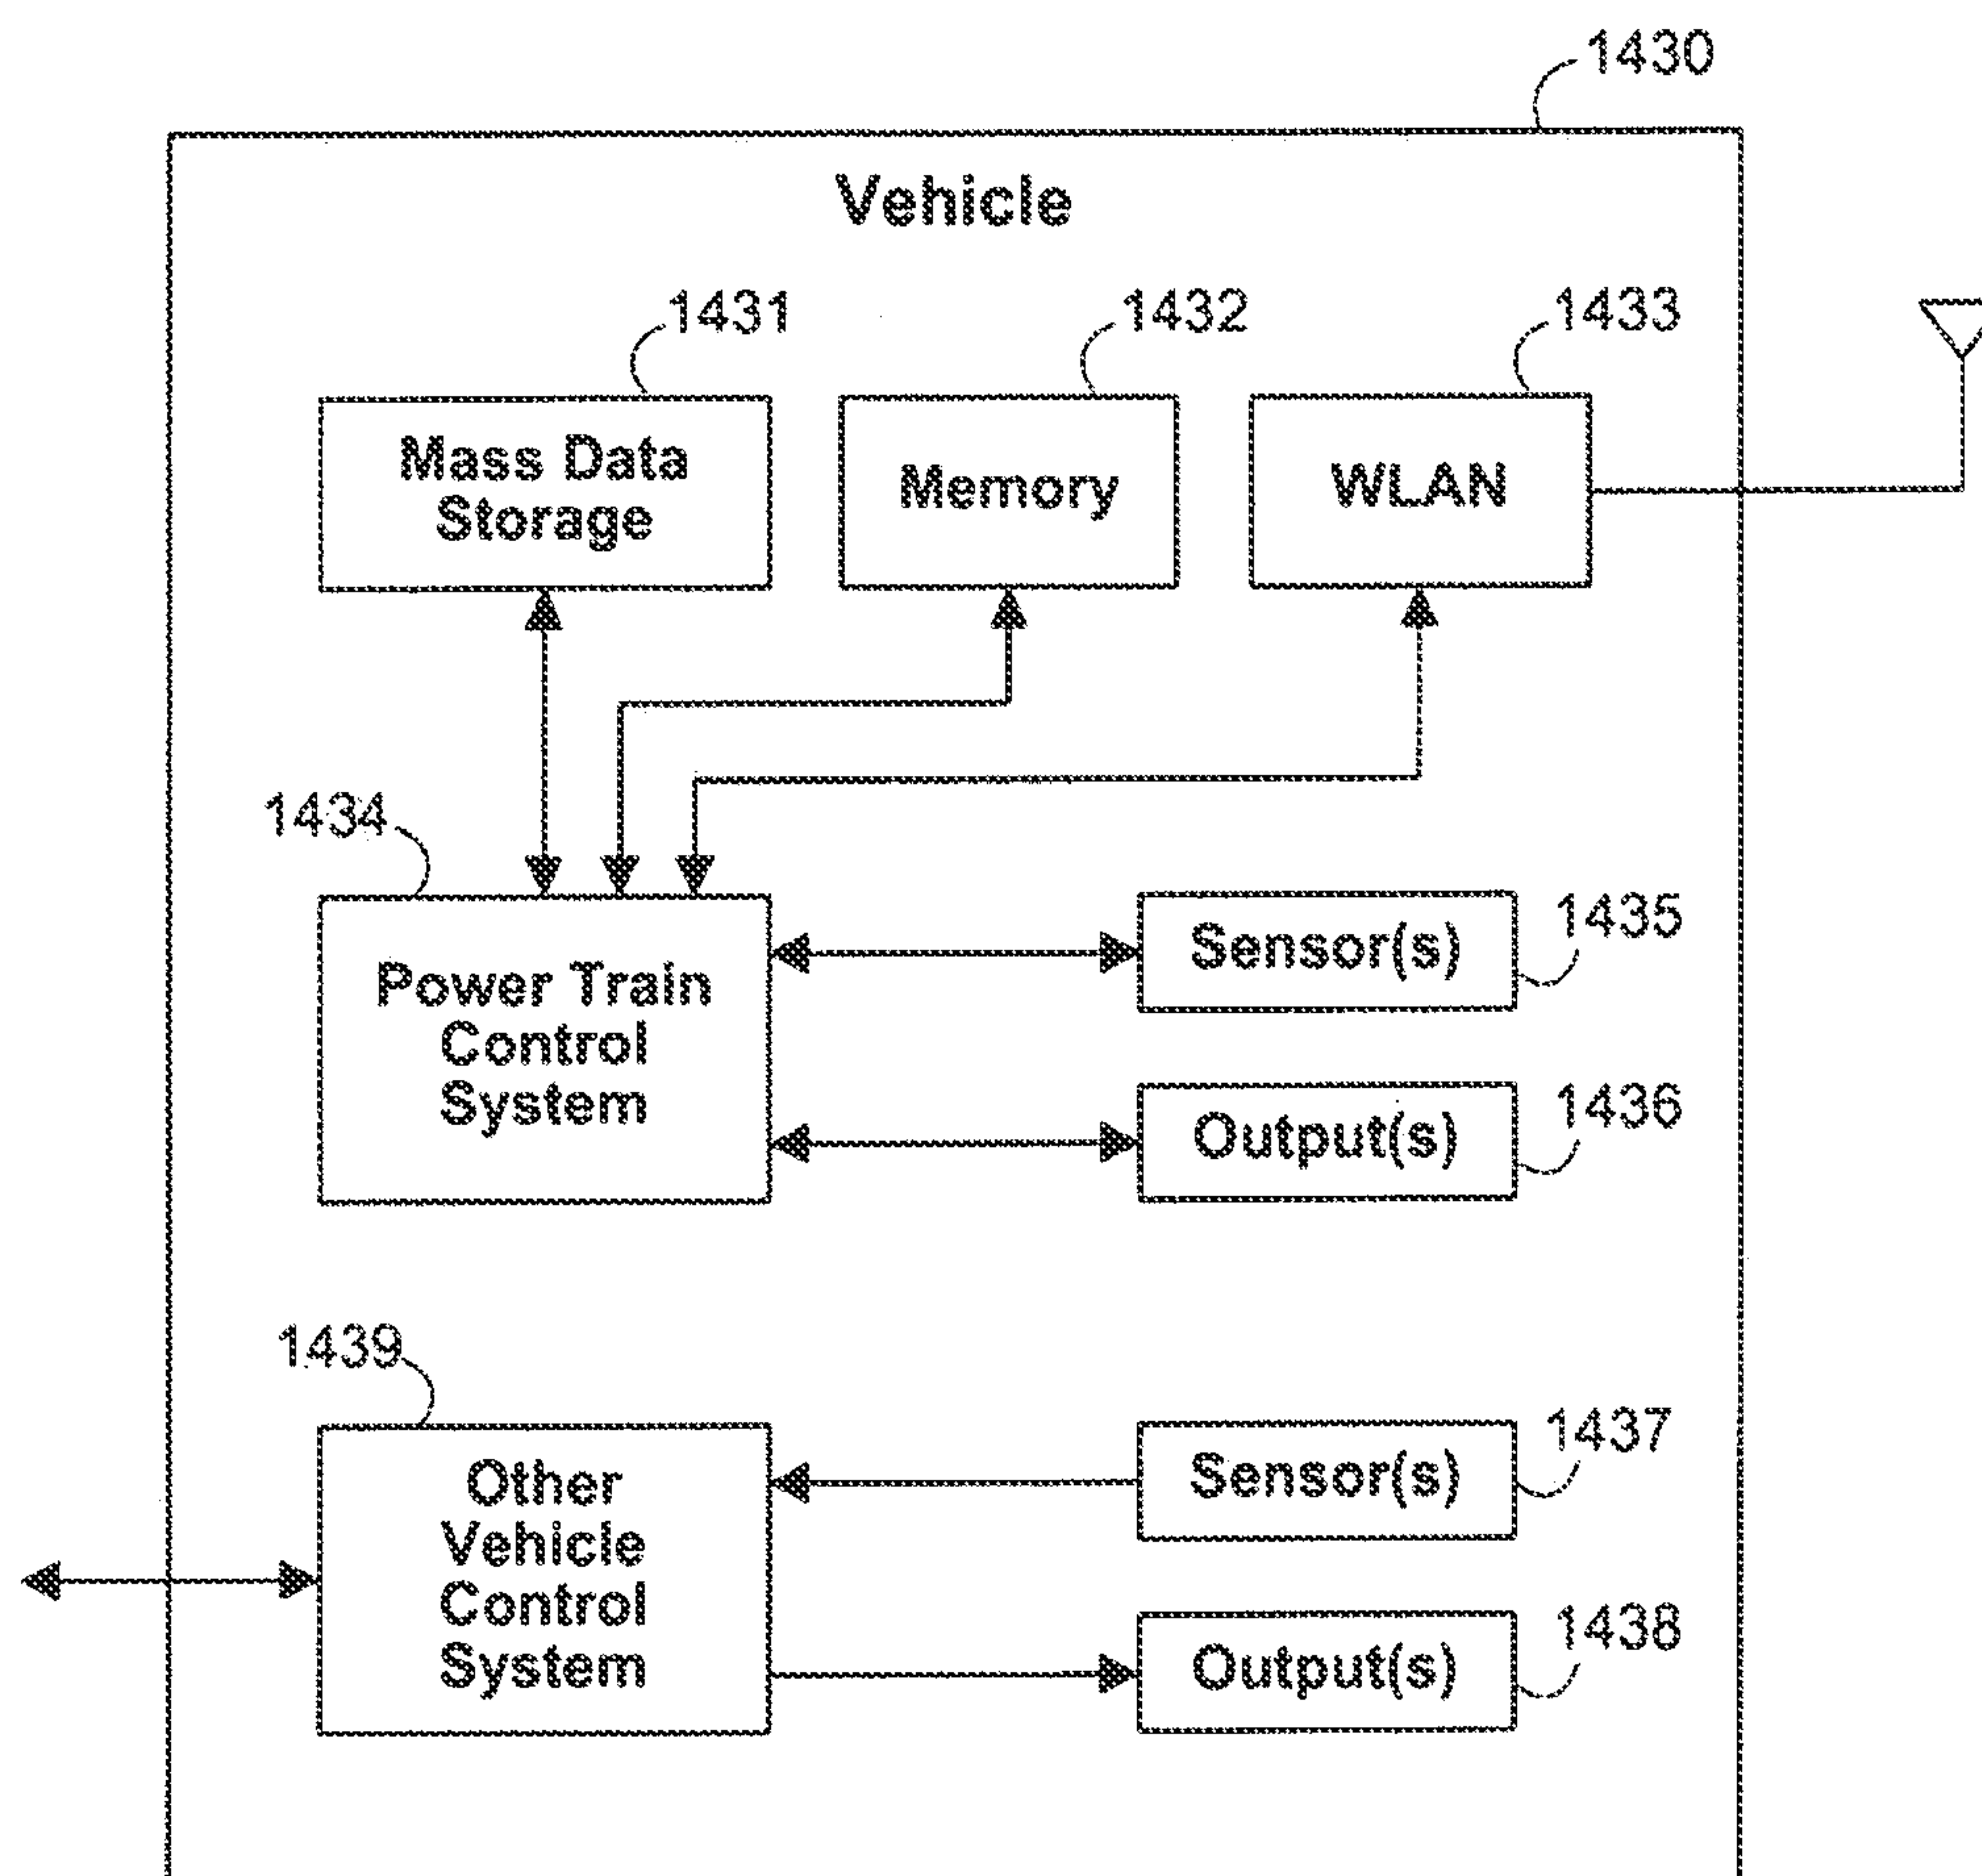 1430
Vehicle
1431
1432
1433
Mass Data
Storage
Memory
WLAN
1434
Power Train
Control
System
Sensor(s)
1435
Output(s)
1436
1439
Other
Vehicle
Control
System
Sensor(s)
1437
Output(s)
1438